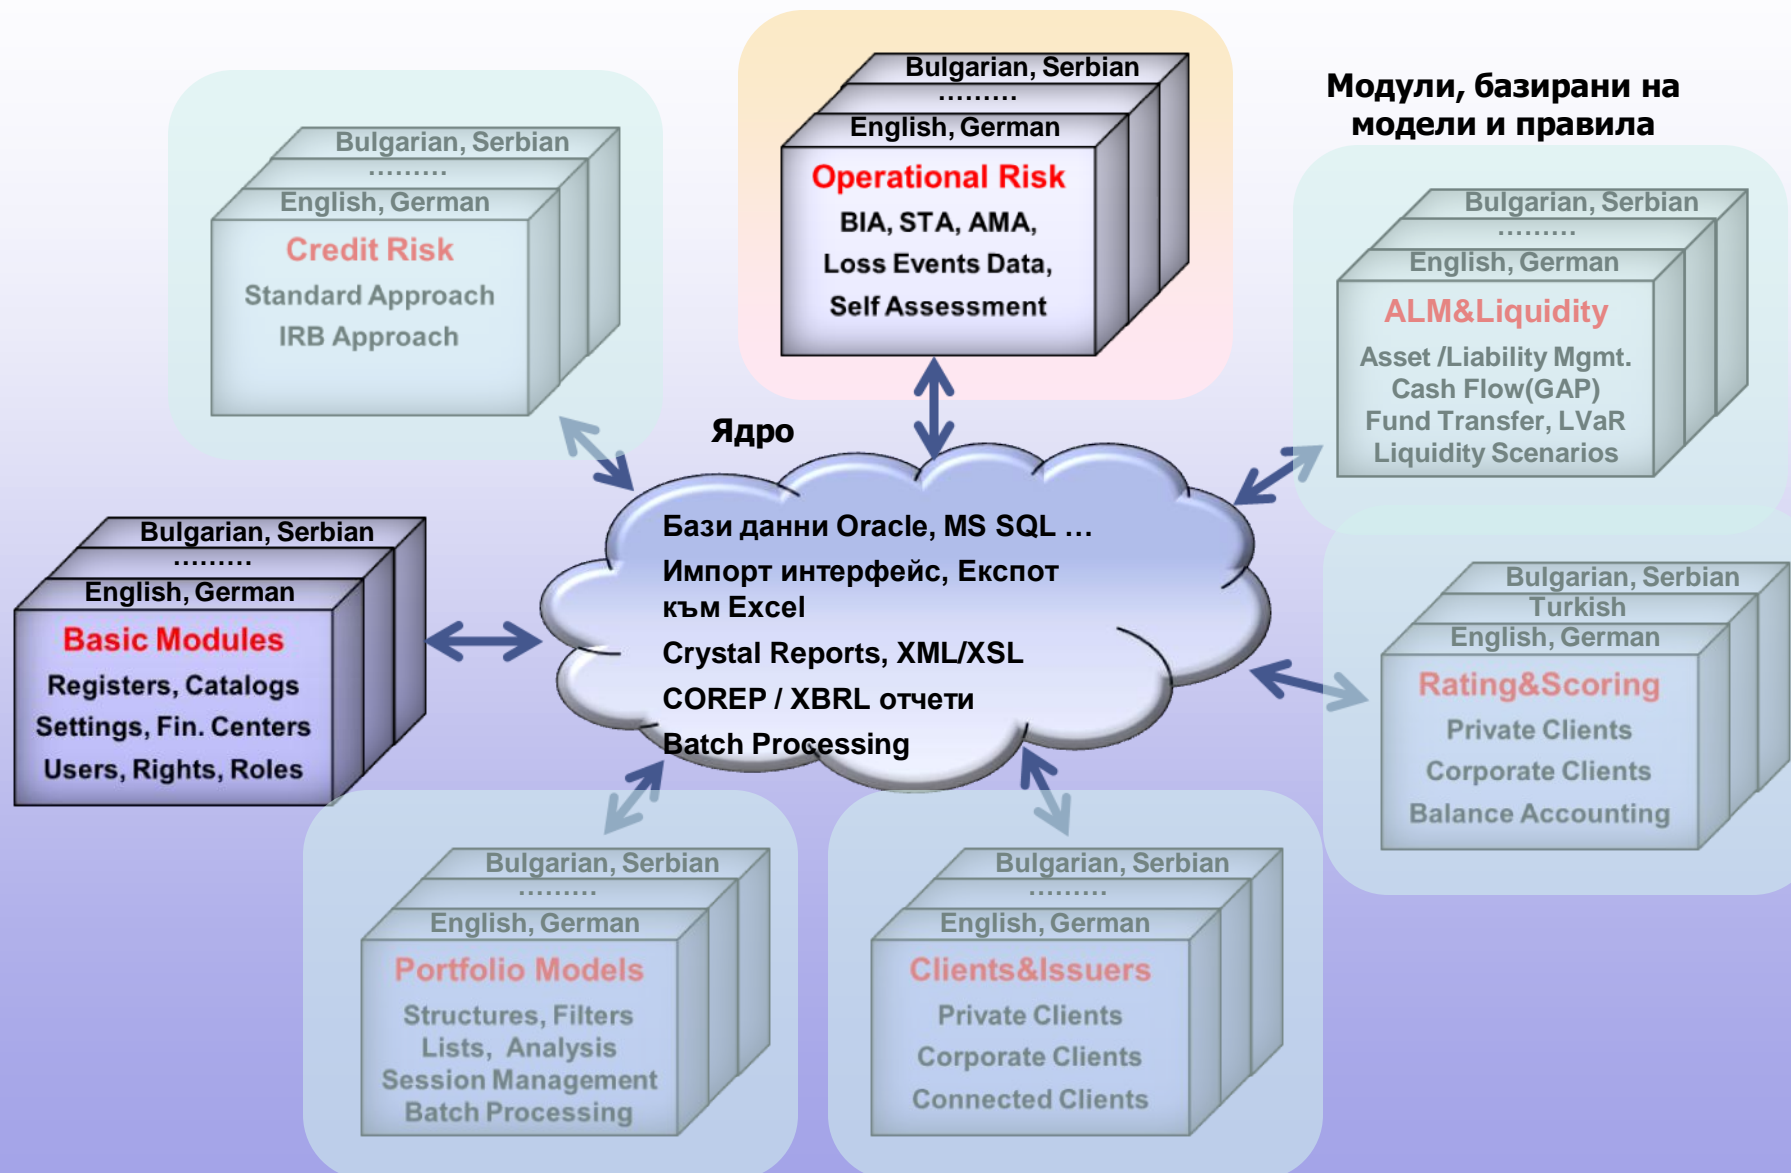 Bulgarian, Serbian
.........
English, German
Operational Risk
BIA, STA, AMA,
Loss Events Data,
Self Assessment
Модули, базирани на
модели и правила
Bulgarian, Serbian
.........
English, German
Credit Risk
Standard Approach
IRB Approach
Bulgarian, Serbian
.........
English, German
ALM&Liquidity
Asset /Liability Mgmt.
Cash Flow(GAP)
Fund Transfer, LVaR
Liquidity Scenarios
Ядро
Бази данни Oracle, MS SQL ...
Импорт интерфейс, Експот
към Excel
Crystal Reports, XML/XSL
COREP / XBRL отчети
Batch Processing
Bulgarian, Serbian
.........
English, German
Basic Modules
Registers, Catalogs
Settings, Fin. Centers
Users, Rights, Roles
Bulgarian, Serbian
Turkish
English, German
Rating&Scoring
Private Clients
Corporate Clients
Balance Accounting
Bulgarian, Serbian
.........
English, German
Portfolio Models
Structures, Filters
Lists, Analysis
Session Management
Batch Processing
Bulgarian, Serbian
.........
English, German
Clients&Issuers
Private Clients
Corporate Clients
Connected Clients